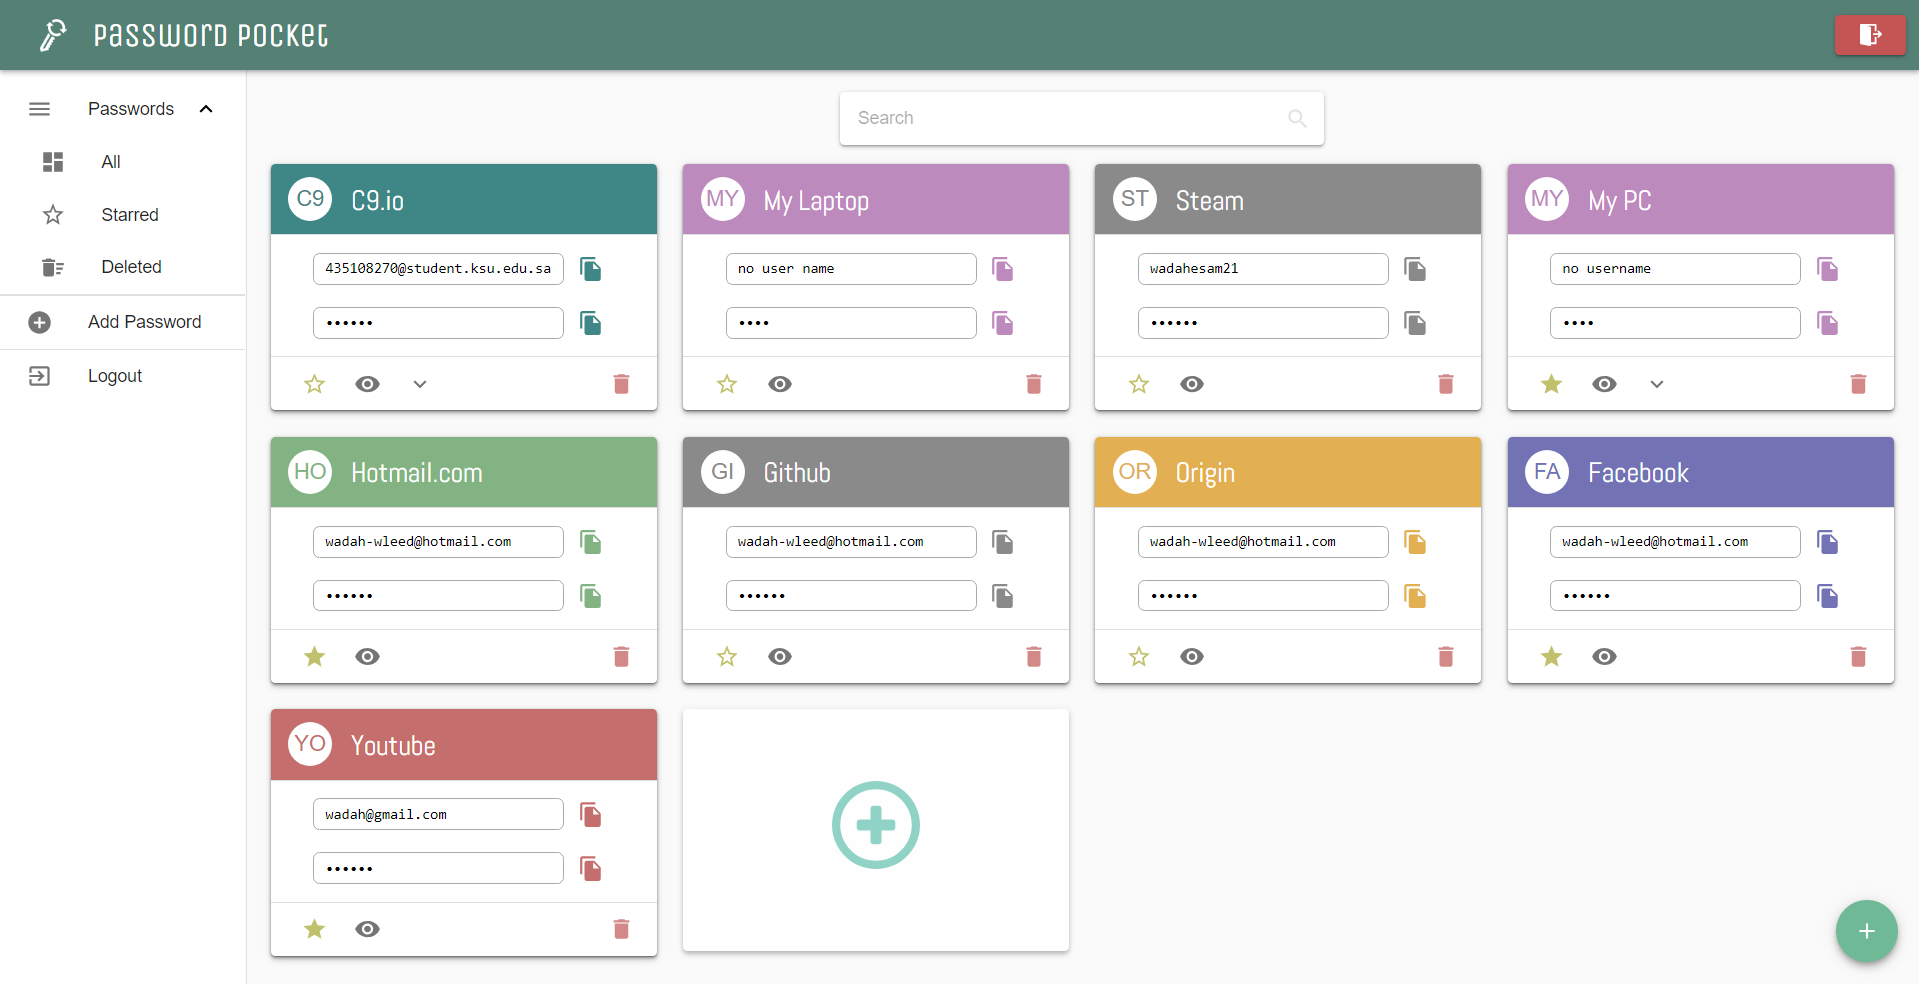 Password Pocket
Passwords
All
Starred
Deleted
Add Password
Logout
Search
C9 C9.io
435108270@student.ksu.edu.sa
••••••
MY My Laptop
no user name
••••
ST Steam
wadahesam21
••••••
MY My PC
no username
••••
HO Hotmail.com
wadah-wleed@hotmail.com
••••••
GI Github
wadah-wleed@hotmail.com
••••••
OR Origin
wadah-wleed@hotmail.com
••••••
FA Facebook
wadah-wleed@hotmail.com
••••••
YO Youtube
wadah@gmail.com
••••••